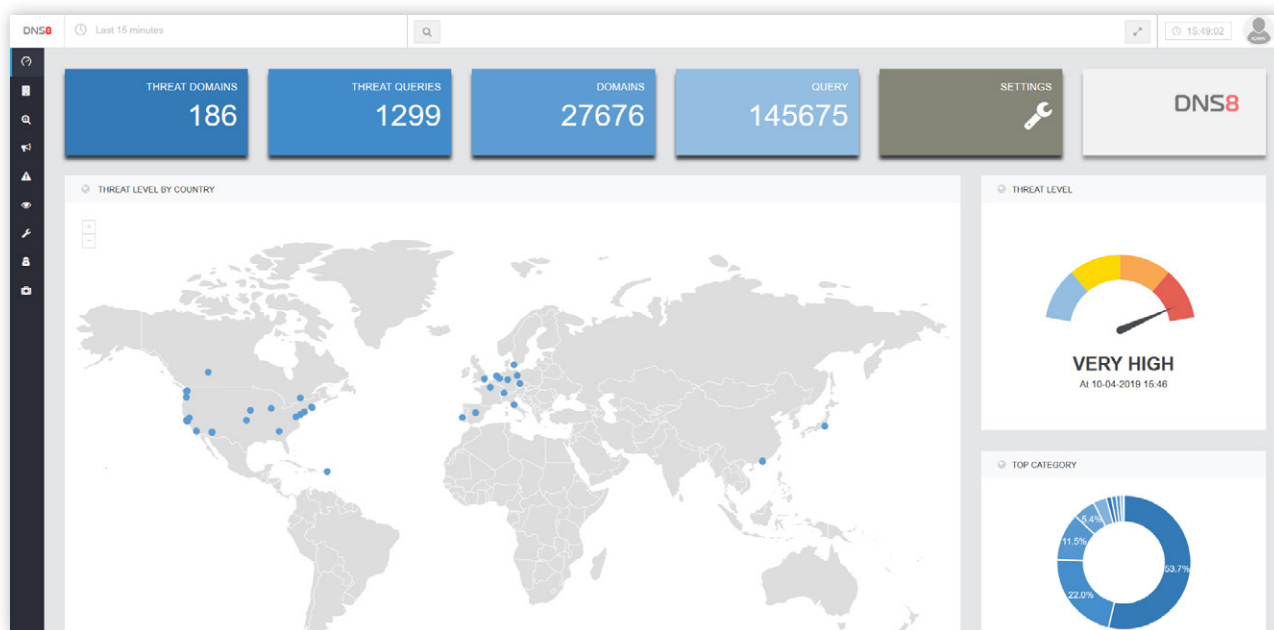 DNS8
Last 15 minutes
15:49:02
ADMIN
THREAT DOMAINS
186
THREAT QUERIES
1299
DOMAINS
27676
QUERY
145675
SETTINGS
DNS8
THREAT LEVEL BY COUNTRY
+
−
THREAT LEVEL
VERY HIGH
At 10-04-2019 15:46
TOP CATEGORY
5.4%
11.5%
53.7%
22.0%